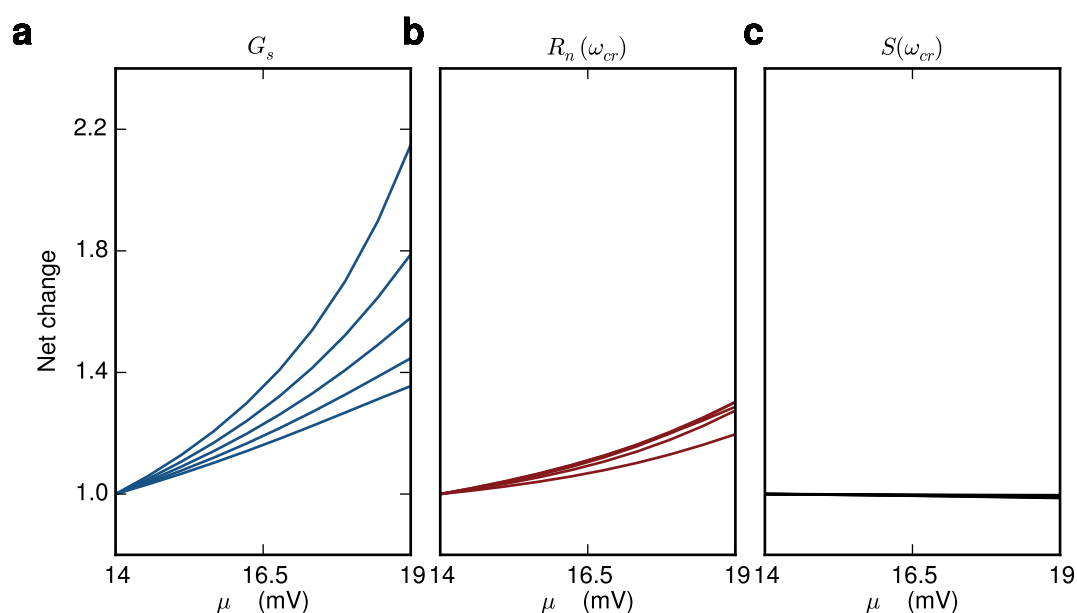 a
b
c
G_s
R_n(ω_cr)
S(ω_cr)
Net change
2.2
1.8
1.4
1.0
14
16.5
19
14
16.5
19
14
16.5
19
μ (mV)
μ (mV)
μ (mV)